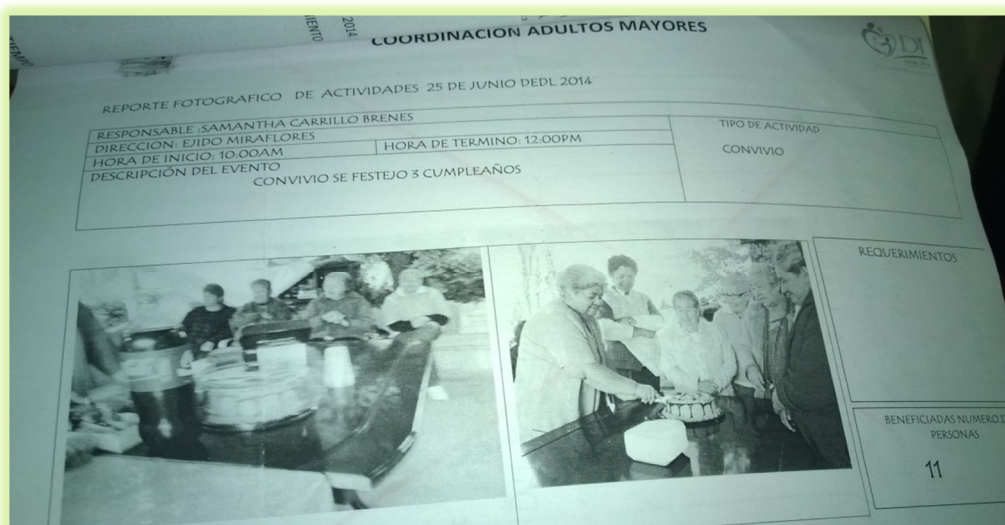 2014.
COORDINACION ADULTOS MAYORES
DI
REPORTE FOTOGRAFICO DE ACTIVIDADES 25 DE JUNIO DEDL 2014
RESPONSABLE :SAMANTHA CARRILLO BRENES
DIRECCION: EJIDO MIRAFLORES
HORA DE INICIO: 10:00AM
HORA DE TERMINO: 12:00PM
DESCRIPCIÓN DEL EVENTO
CONVIVIO SE FESTEJO 3 CUMPLEAÑOS
TIPO DE ACTIVIDAD
CONVIVIO
REQUERIMIENTOS
BENEFICIADAS NUMERO
PERSONAS
11